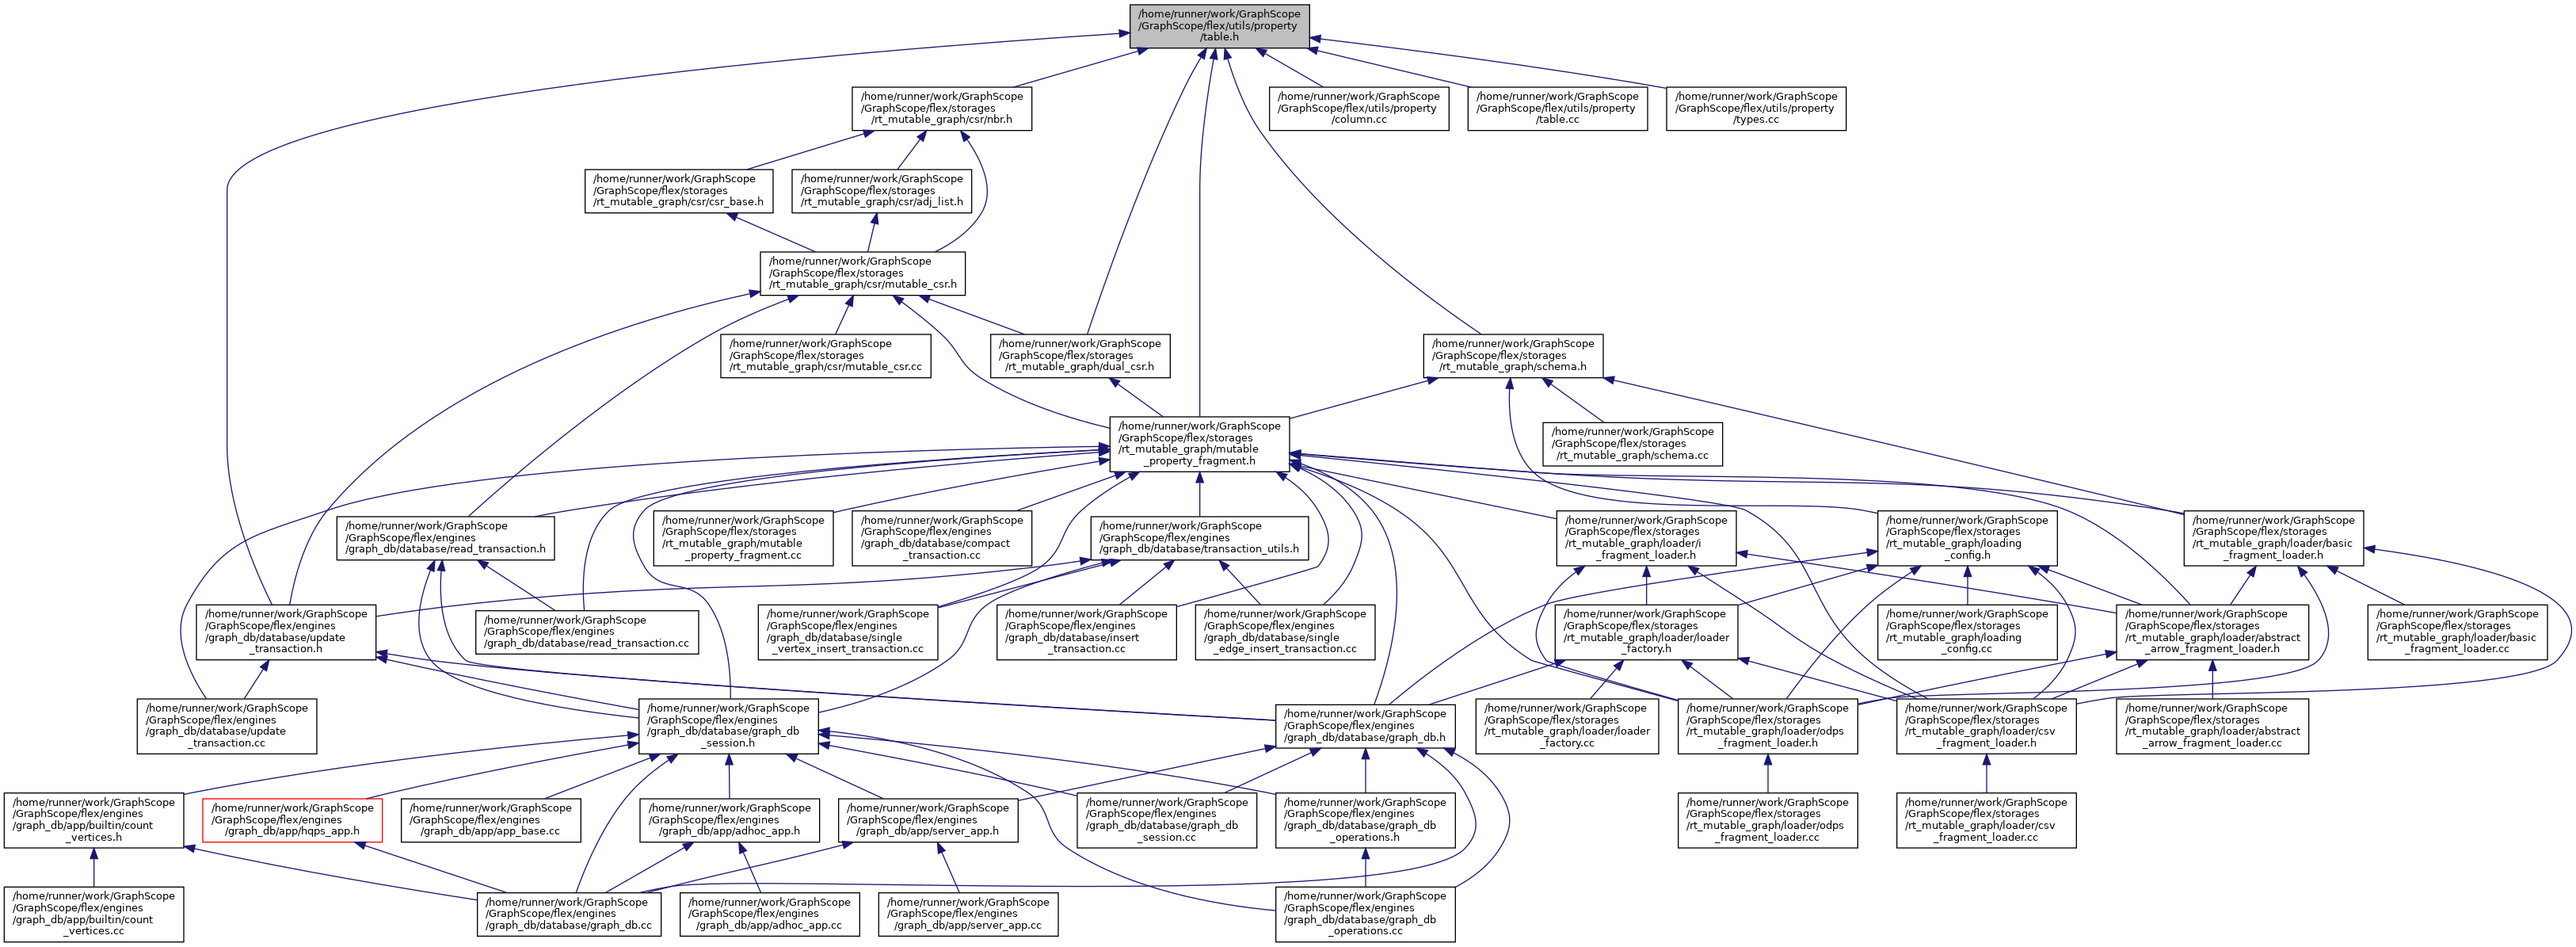 /home/runner/work/GraphScope
/GraphScope/flex/utils/property
/table.h
/home/runner/work/GraphScope
/GraphScope/flex/storages
/rt_mutable_graph/csr/nbr.h
/home/runner/work/GraphScope
/GraphScope/flex/utils/property
/column.cc
/home/runner/work/GraphScope
/GraphScope/flex/utils/property
/table.cc
/home/runner/work/GraphScope
/GraphScope/flex/utils/property
/types.cc
/home/runner/work/GraphScope
/GraphScope/flex/storages
/rt_mutable_graph/csr/csr_base.h
/home/runner/work/GraphScope
/GraphScope/flex/storages
/rt_mutable_graph/csr/adj_list.h
/home/runner/work/GraphScope
/GraphScope/flex/storages
/rt_mutable_graph/csr/mutable_csr.h
/home/runner/work/GraphScope
/GraphScope/flex/storages
/rt_mutable_graph/csr/mutable_csr.cc
/home/runner/work/GraphScope
/GraphScope/flex/storages
/rt_mutable_graph/dual_csr.h
/home/runner/work/GraphScope
/GraphScope/flex/storages
/rt_mutable_graph/schema.h
/home/runner/work/GraphScope
/GraphScope/flex/storages
/rt_mutable_graph/mutable
_property_fragment.h
/home/runner/work/GraphScope
/GraphScope/flex/storages
/rt_mutable_graph/schema.cc
/home/runner/work/GraphScope
/GraphScope/flex/engines
/graph_db/database/read_transaction.h
/home/runner/work/GraphScope
/GraphScope/flex/storages
/rt_mutable_graph/mutable
_property_fragment.cc
/home/runner/work/GraphScope
/GraphScope/flex/engines
/graph_db/database/compact
_transaction.cc
/home/runner/work/GraphScope
/GraphScope/flex/engines
/graph_db/database/transaction_utils.h
/home/runner/work/GraphScope
/GraphScope/flex/storages
/rt_mutable_graph/loader/i
_fragment_loader.h
/home/runner/work/GraphScope
/GraphScope/flex/storages
/rt_mutable_graph/loading
_config.h
/home/runner/work/GraphScope
/GraphScope/flex/storages
/rt_mutable_graph/loader/basic
_fragment_loader.h
/home/runner/work/GraphScope
/GraphScope/flex/engines
/graph_db/database/update
_transaction.h
/home/runner/work/GraphScope
/GraphScope/flex/engines
/graph_db/database/read_transaction.cc
/home/runner/work/GraphScope
/GraphScope/flex/engines
/graph_db/database/single
_vertex_insert_transaction.cc
/home/runner/work/GraphScope
/GraphScope/flex/engines
/graph_db/database/insert
_transaction.cc
/home/runner/work/GraphScope
/GraphScope/flex/engines
/graph_db/database/single
_edge_insert_transaction.cc
/home/runner/work/GraphScope
/GraphScope/flex/storages
/rt_mutable_graph/loader/loader
_factory.h
/home/runner/work/GraphScope
/GraphScope/flex/storages
/rt_mutable_graph/loading
_config.cc
/home/runner/work/GraphScope
/GraphScope/flex/storages
/rt_mutable_graph/loader/abstract
_arrow_fragment_loader.h
/home/runner/work/GraphScope
/GraphScope/flex/storages
/rt_mutable_graph/loader/basic
_fragment_loader.cc
/home/runner/work/GraphScope
/GraphScope/flex/engines
/graph_db/database/update
_transaction.cc
/home/runner/work/GraphScope
/GraphScope/flex/engines
/graph_db/database/graph_db
_session.h
/home/runner/work/GraphScope
/GraphScope/flex/engines
/graph_db/database/graph_db.h
/home/runner/work/GraphScope
/GraphScope/flex/storages
/rt_mutable_graph/loader/loader
_factory.cc
/home/runner/work/GraphScope
/GraphScope/flex/storages
/rt_mutable_graph/loader/odps
_fragment_loader.h
/home/runner/work/GraphScope
/GraphScope/flex/storages
/rt_mutable_graph/loader/csv
_fragment_loader.h
/home/runner/work/GraphScope
/GraphScope/flex/storages
/rt_mutable_graph/loader/abstract
_arrow_fragment_loader.cc
/home/runner/work/GraphScope
/GraphScope/flex/engines
/graph_db/app/builtin/count
_vertices.h
/home/runner/work/GraphScope
/GraphScope/flex/engines
/graph_db/app/hqps_app.h
/home/runner/work/GraphScope
/GraphScope/flex/engines
/graph_db/app/app_base.cc
/home/runner/work/GraphScope
/GraphScope/flex/engines
/graph_db/app/adhoc_app.h
/home/runner/work/GraphScope
/GraphScope/flex/engines
/graph_db/app/server_app.h
/home/runner/work/GraphScope
/GraphScope/flex/engines
/graph_db/database/graph_db
_session.cc
/home/runner/work/GraphScope
/GraphScope/flex/engines
/graph_db/database/graph_db
_operations.h
/home/runner/work/GraphScope
/GraphScope/flex/storages
/rt_mutable_graph/loader/odps
_fragment_loader.cc
/home/runner/work/GraphScope
/GraphScope/flex/storages
/rt_mutable_graph/loader/csv
_fragment_loader.cc
/home/runner/work/GraphScope
/GraphScope/flex/engines
/graph_db/app/builtin/count
_vertices.cc
/home/runner/work/GraphScope
/GraphScope/flex/engines
/graph_db/database/graph_db.cc
/home/runner/work/GraphScope
/GraphScope/flex/engines
/graph_db/app/adhoc_app.cc
/home/runner/work/GraphScope
/GraphScope/flex/engines
/graph_db/app/server_app.cc
/home/runner/work/GraphScope
/GraphScope/flex/engines
/graph_db/database/graph_db
_operations.cc